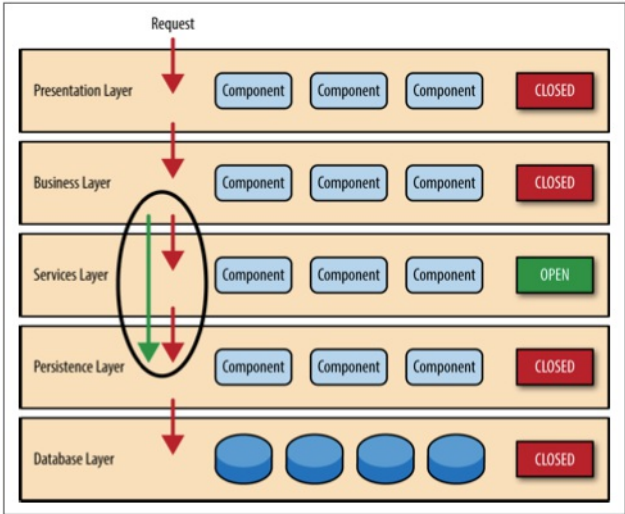 Request
Presentation Layer Component Component Component CLOSED
Business Layer Component Component Component CLOSED
Services Layer Component Component Component OPEN
Persistence Layer Component Component Component CLOSED
Database Layer CLOSED